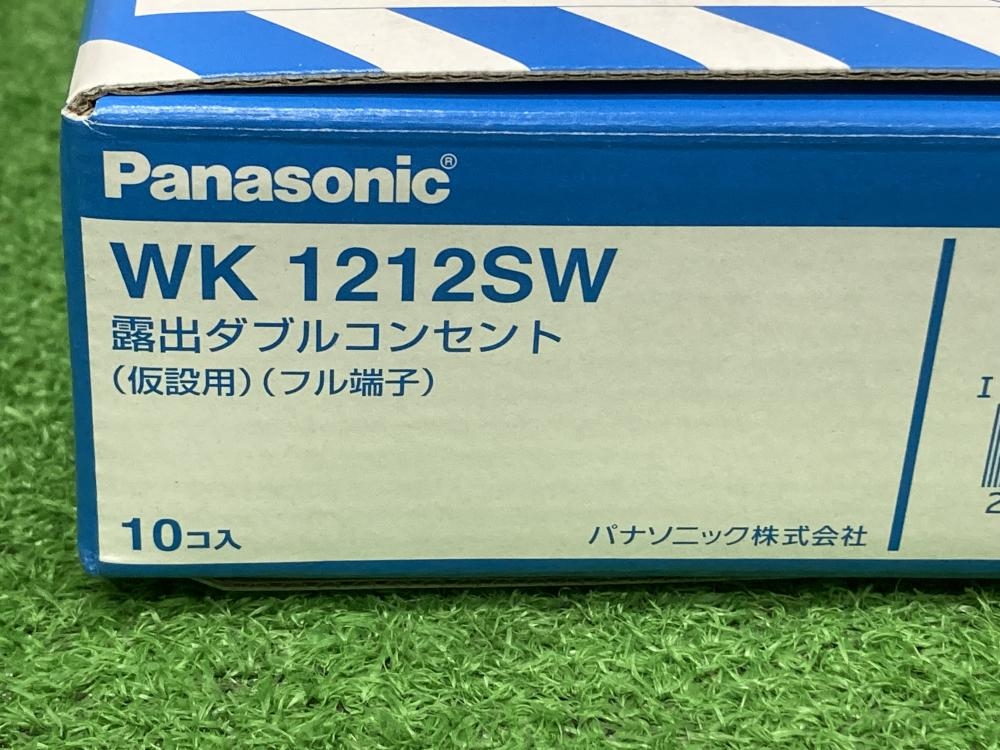 Panasonic®
WK 1212SW
露出ダブルコンセント
(仮設用)(フル端子)
10コ入
パナソニック株式会社
I
2